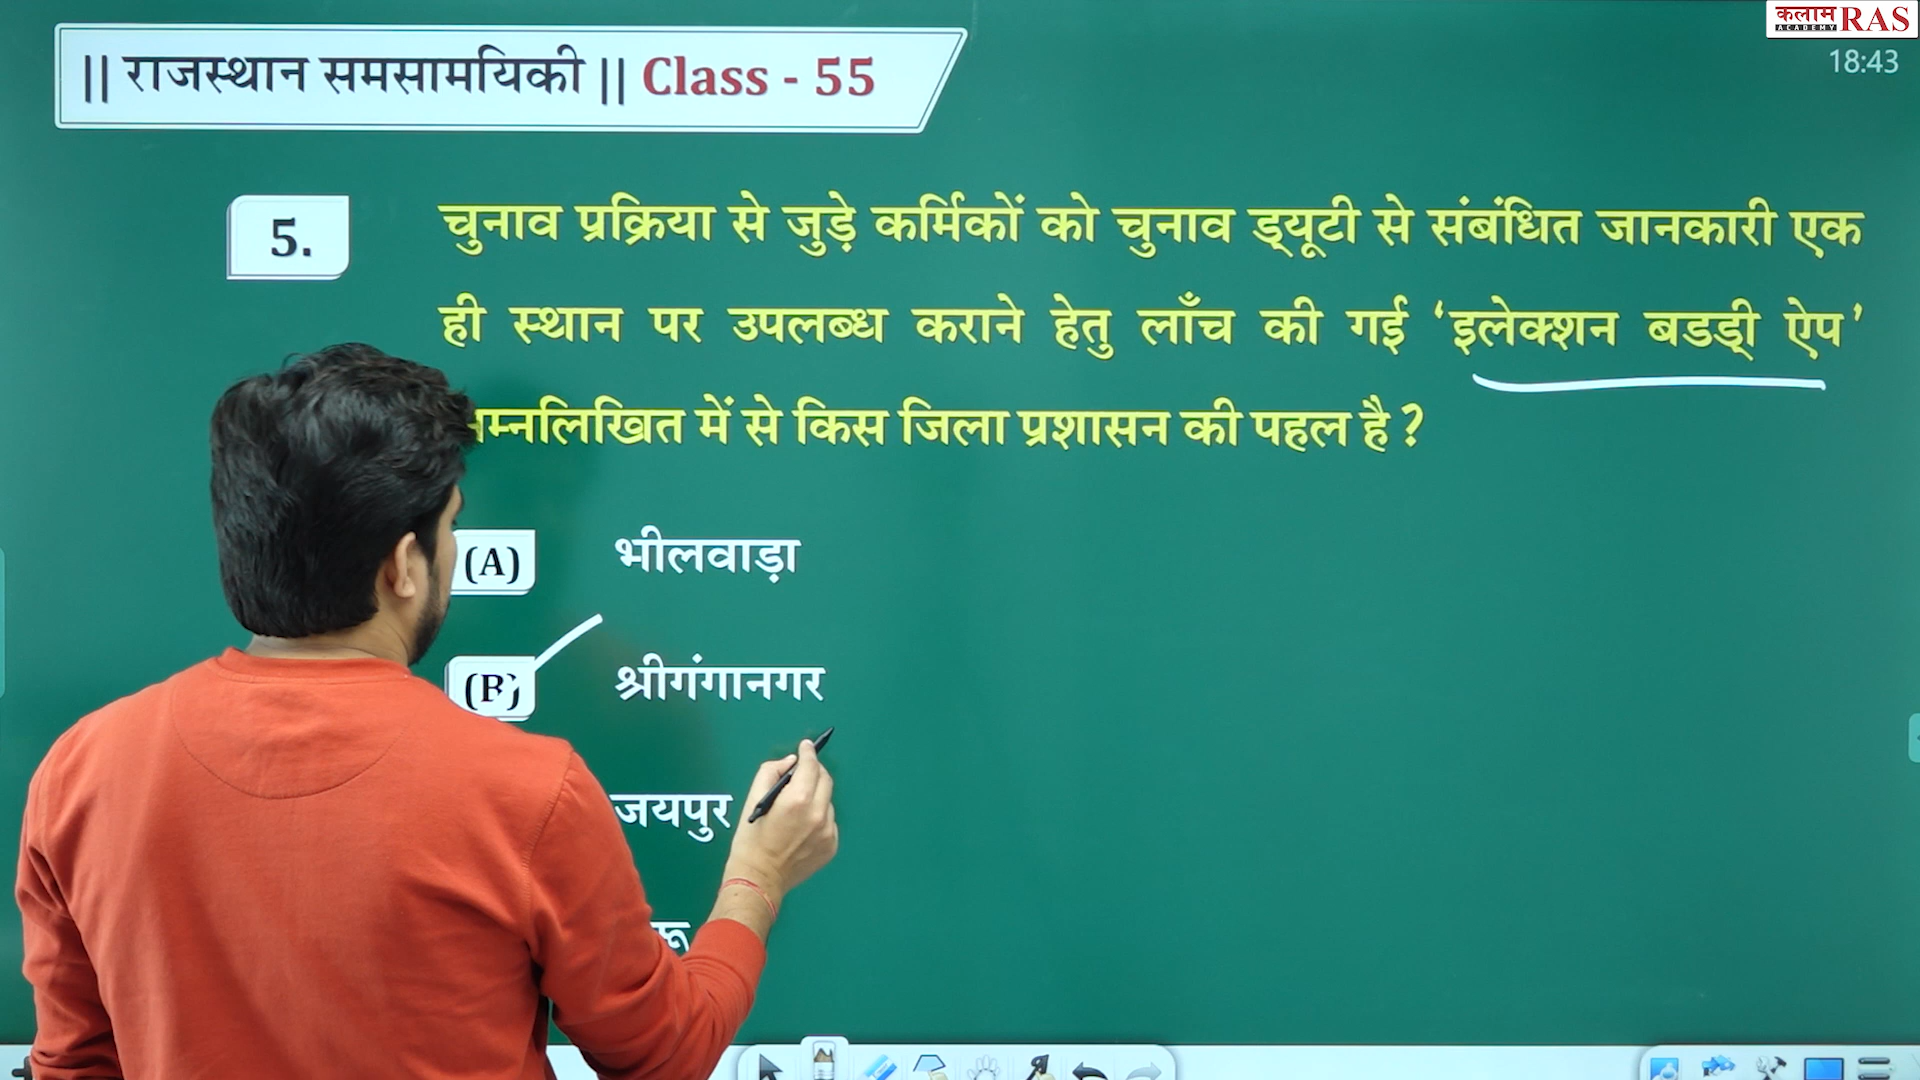 कलाम RAS
ACADEMY
18:43
|| राजस्थान समसामयिकी || Class - 55
5. चुनाव प्रक्रिया से जुड़े कर्मिकों को चुनाव ड्यूटी से संबंधित जानकारी एक
ही स्थान पर उपलब्ध कराने हेतु लाँच की गई ‘इलेक्शन बडड्री ऐप’
में से किस जिला प्रशासन की पहल है ?
(A) भीलवाड़ा
(B) श्रीगंगानगर
जयपुर